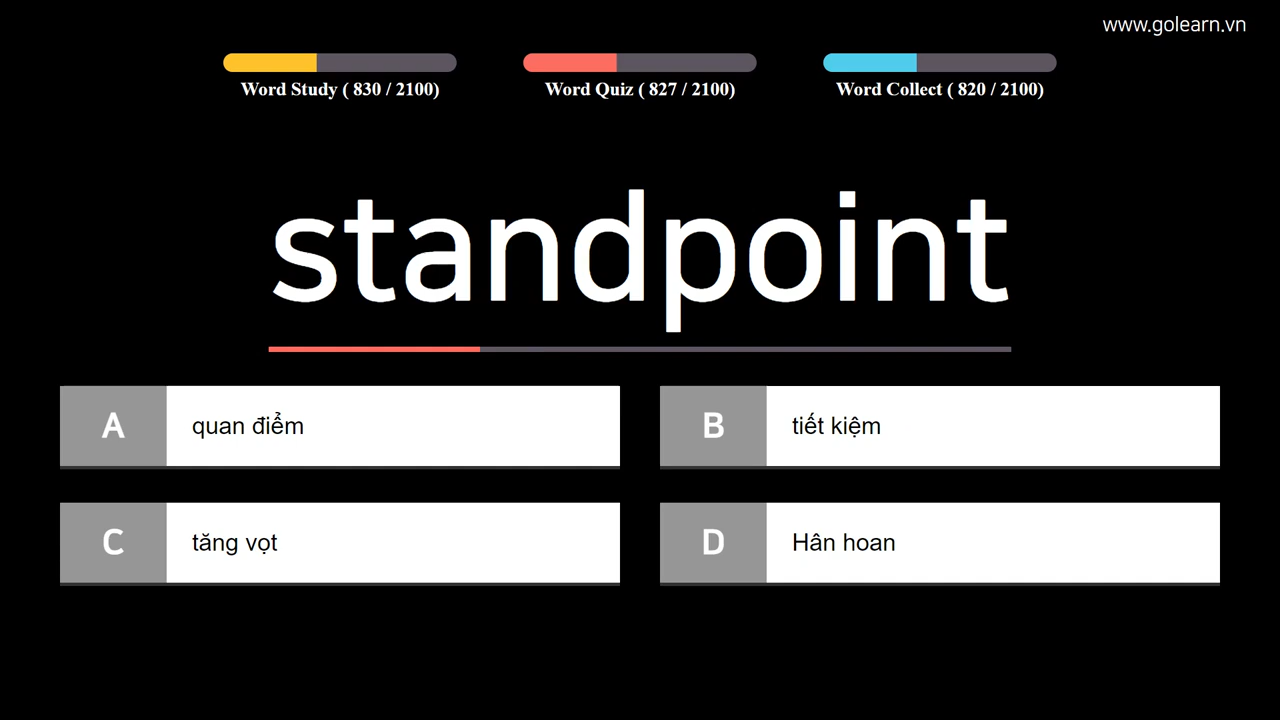 www.golearn.vn
Word Study ( 830 / 2100)
Word Quiz ( 827 / 2100)
Word Collect ( 820 / 2100)
standpoint
A quan điểm
B tiết kiệm
C tăng vọt
D Hân hoan